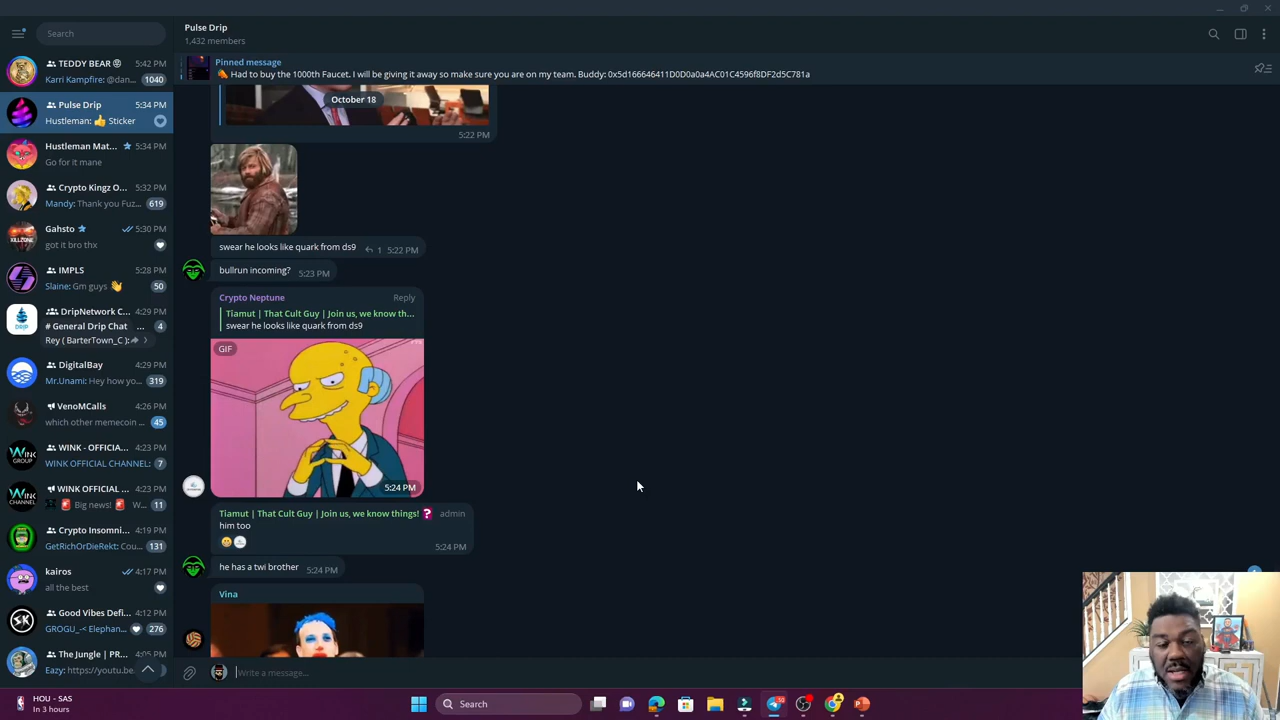 Search
TEDDY BEAR
5:42 PM
Karri Kampfire: @dan...
1040
Pulse Drip
5:34 PM
Hustleman: 👍 Sticker
Hustleman Mat...
5:34 PM
Go for it mane
Crypto Kingz O...
5:32 PM
Mandy: Thank you Fuz...
619
Gahsto
5:30 PM
got it bro thx
KILLZONE
IMPLS
5:28 PM
Slaine: Gm guys 👋
50
DripNetwork C...
4:29 PM
# General Drip Chat ...
4
Rey ( BarterTown_C ):
DRIP
DigitalBay
4:29 PM
Mr.Unami: Hey how yo...
319
VenoMCalls
4:26 PM
which other memecoin
45
WINK - OFFICIA...
4:23 PM
WINK OFFICIAL CHANNEL:
7
WINK
GROUP
WINK OFFICIAL ...
4:23 PM
🚨 Big news! 🚨 W...
11
WINK
CHANNEL
Crypto Insomni...
4:19 PM
GetRichOrDieRekt: Cou...
131
kairos
4:17 PM
all the best
Good Vibes Defi...
4:12 PM
GROGU_-< Elephan...
276
SK
The Jungle | PR...
4:05 PM
Eazy: https://youtu.be
Pulse Drip
1,432 members
Pinned message
Had to buy the 1000th Faucet. I will be giving it away so make sure you are on my team. Buddy: 0x5d166646411D0D0a0a4AC01C4596f8DF2d5C781a
October 18
5:22 PM
swear he looks like quark from ds9
1 5:22 PM
bullrun incoming?
5:23 PM
Crypto Neptune
Reply
Tiamut | That Cult Guy | Join us, we know th...
swear he looks like quark from ds9
GIF
5:24 PM
Tiamut | That Cult Guy | Join us, we know things! ❓
admin
him too
5:24 PM
he has a twi brother
5:24 PM
Vina
Write a message...
HOU - SAS
In 3 hours
Search